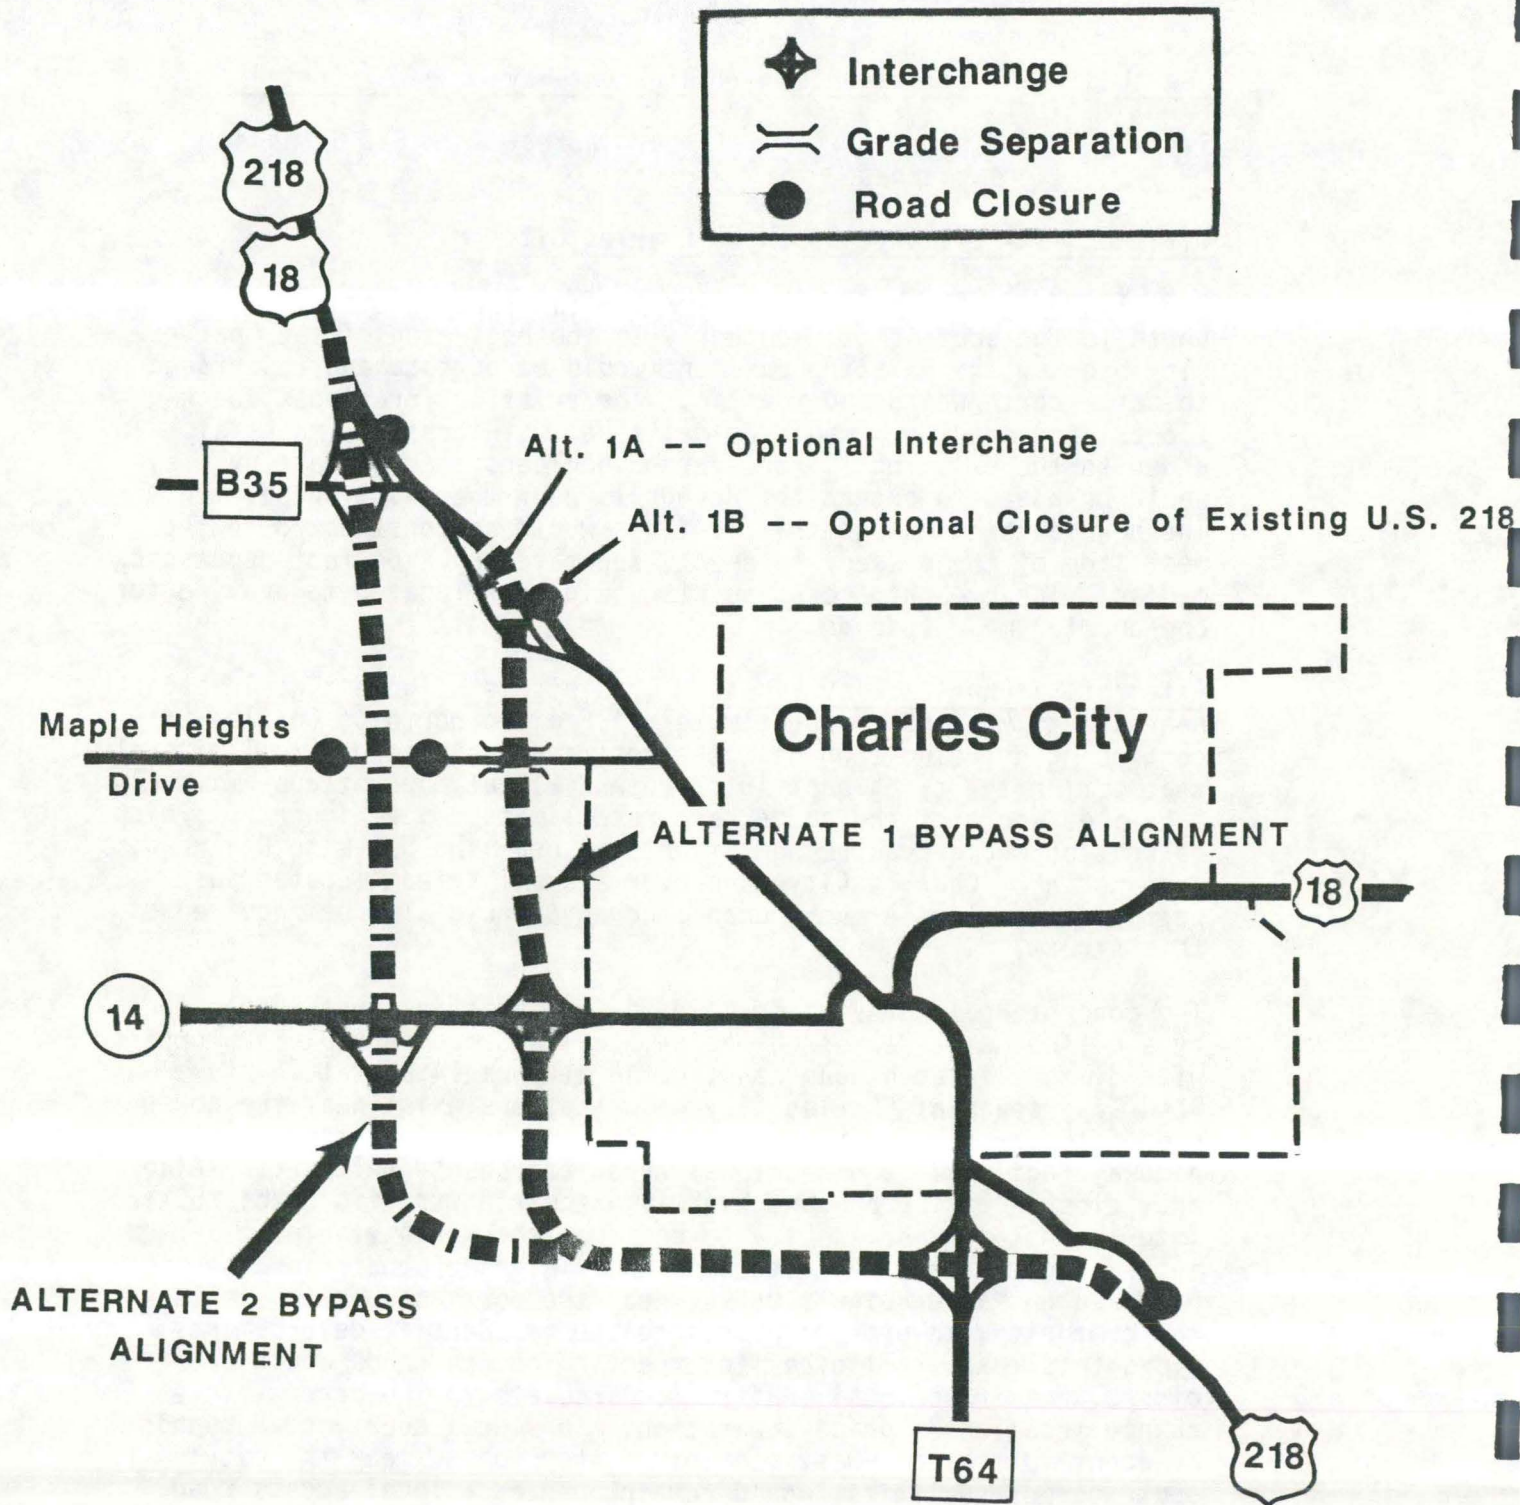 Interchange
Grade Separation
Road Closure
218
18
B35
Alt. 1A -- Optional Interchange
Alt. 1B -- Optional Closure of Existing U.S. 218
Maple Heights
Drive
Charles City
ALTERNATE 1 BYPASS ALIGNMENT
18
14
ALTERNATE 2 BYPASS
ALIGNMENT
T64
218